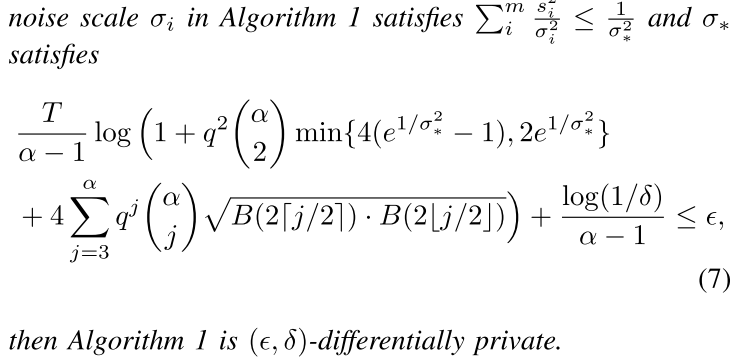 noise scale σ_i in Algorithm 1 satisfies ∑_i^m s_i^2/σ_i^2 ≤ 1/σ_*^2 and σ_*
satisfies
T/(α − 1) log (1 + q^2 (α choose 2) min{4(e^{1/σ_*^2} − 1), 2e^{1/σ_*^2}}
+ 4 ∑_{j=3}^α q^j (α choose j) √(B(2⌈j/2⌉) · B(2⌊j/2⌋))) + log(1/δ)/(α − 1) ≤ ϵ,
(7)
then Algorithm 1 is (ϵ, δ)-differentially private.